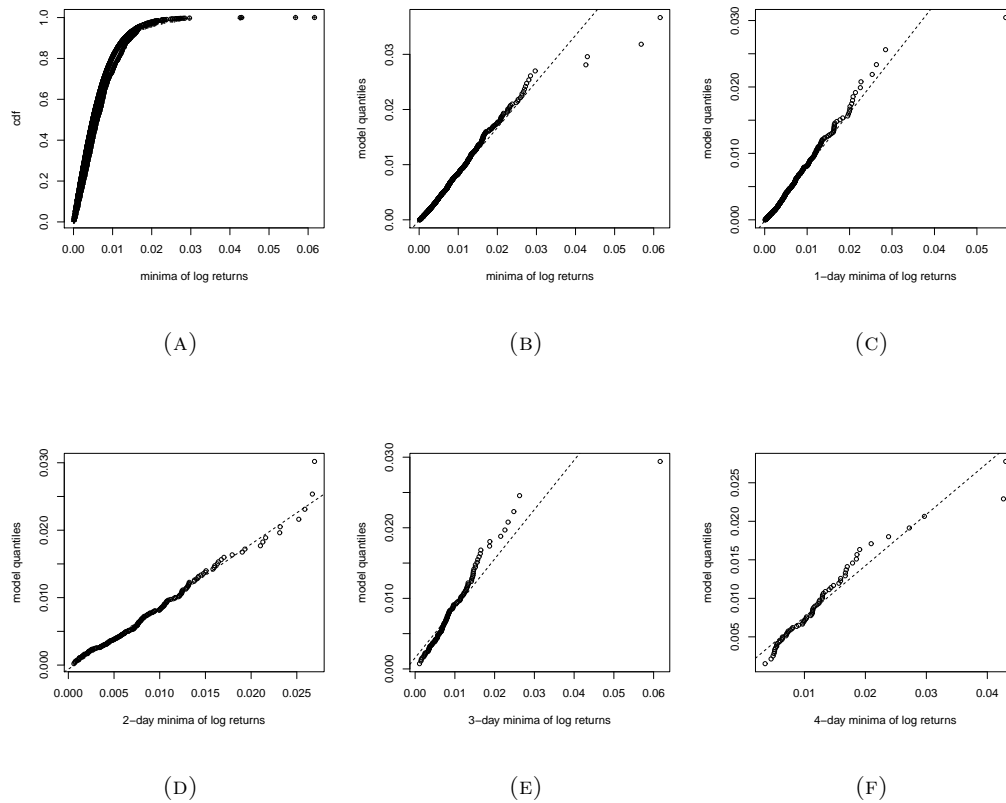 1.0
0.8
0.6
0.4
0.2
0.0
cdf
0.00 0.01 0.02 0.03 0.04 0.05 0.06
minima of log returns
(A)
0.03
0.02
0.01
0.00
model quantiles
0.00 0.01 0.02 0.03 0.04 0.05 0.06
minima of log returns
(B)
0.030
0.020
0.010
0.000
model quantiles
0.00 0.01 0.02 0.03 0.04 0.05
1−day minima of log returns
(C)
0.030
0.020
0.010
0.000
model quantiles
0.000 0.005 0.010 0.015 0.020 0.025
2−day minima of log returns
(D)
0.030
0.020
0.010
0.000
model quantiles
0.00 0.01 0.02 0.03 0.04 0.05 0.06
3−day minima of log returns
(E)
0.025
0.020
0.015
0.010
0.005
model quantiles
0.01 0.02 0.03 0.04
4−day minima of log returns
(F)